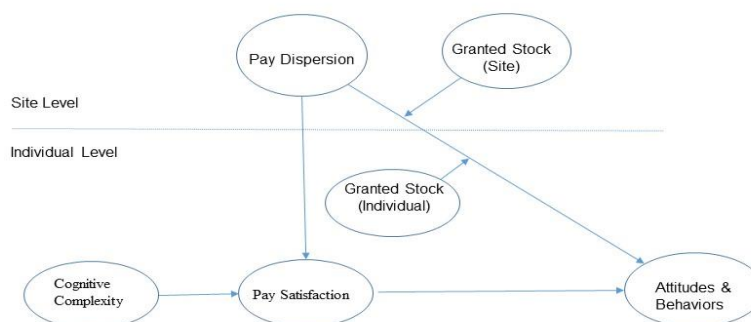 Pay Dispersion
Granted Stock
(Site)
Site Level
Individual Level
Granted Stock
(Individual)
Cognitive
Complexity
Pay Satisfaction
Attitudes &
Behaviors